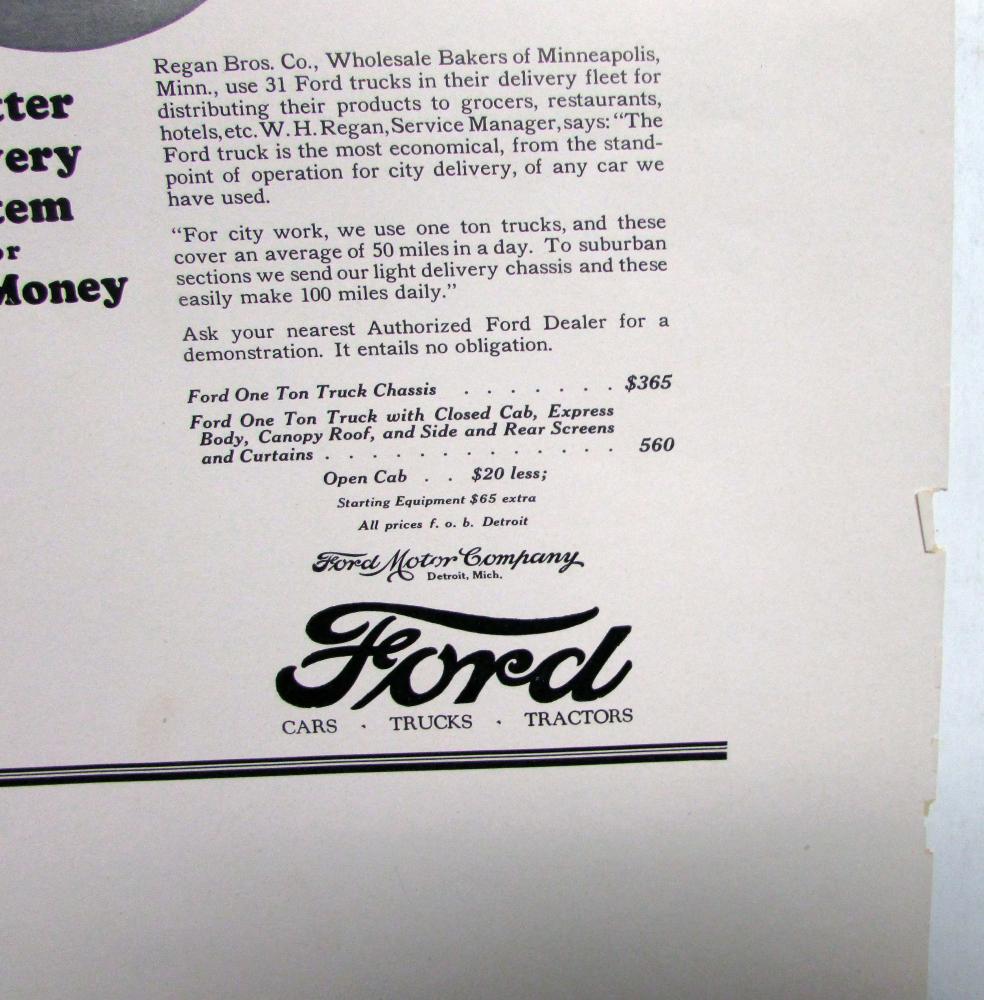 Money
Regan Bros. Co., Wholesale Bakers of Minneapolis,
Minn., use 31 Ford trucks in their delivery fleet for
distributing their products to grocers, restaurants,
hotels, etc. W. H. Regan, Service Manager, says: “The
Ford truck is the most economical, from the stand-
point of operation for city delivery, of any car we
have used.
“For city work, we use one ton trucks, and these
cover an average of 50 miles in a day. To suburban
sections we send our light delivery chassis and these
easily make 100 miles daily.”
Ask your nearest Authorized Ford Dealer for a
demonstration. It entails no obligation.
Ford One Ton Truck Chassis . . . . . . . $365
Ford One Ton Truck with Closed Cab, Express
Body, Canopy Roof, and Side and Rear Screens
and Curtains . . . . . . . . . . . . . 560
Open Cab . . $20 less;
Starting Equipment $65 extra
All prices f. o. b. Detroit
Ford Motor Company
Detroit, Mich.
Ford
CARS · TRUCKS · TRACTORS